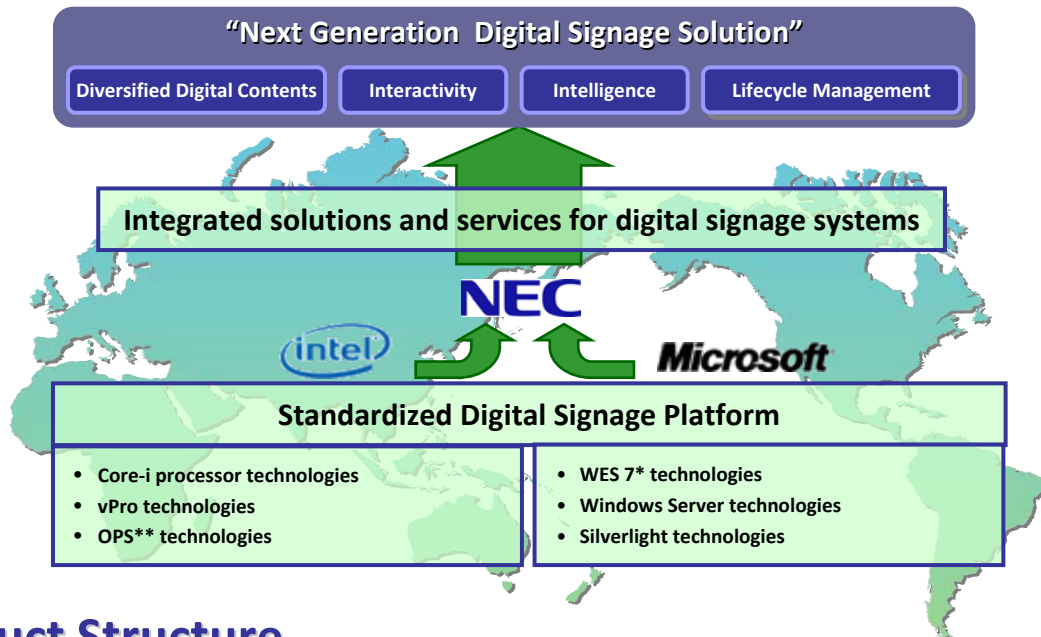 “Next Generation Digital Signage Solution”
Diversified Digital Contents
Interactivity
Intelligence
Lifecycle Management
Integrated solutions and services for digital signage systems
NEC
intel
Microsoft
Standardized Digital Signage Platform
• Core-i processor technologies
• vPro technologies
• OPS** technologies
• WES 7* technologies
• Windows Server technologies
• Silverlight technologies
Structure